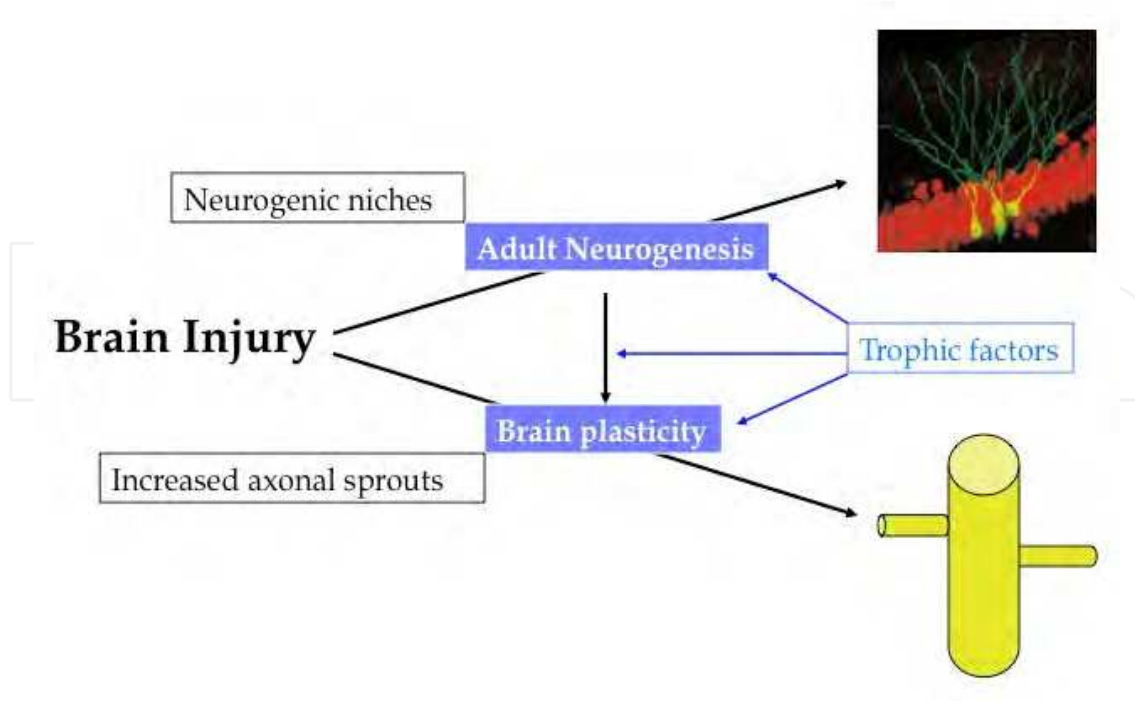 Neurogenic niches
Adult Neurogenesis
Brain Injury
Trophic factors
Brain plasticity
Increased axonal sprouts